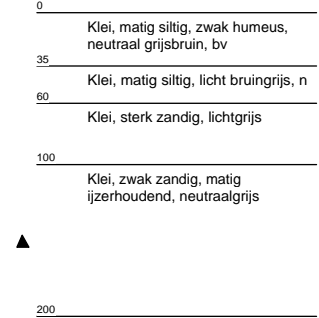 0
Klei, matig siltig, zwak humeus,
neutraal grijsbruin, bv
35
Klei, matig siltig, licht bruingrijs, n
60
Klei, sterk zandig, lichtgrijs
100
Klei, zwak zandig, matig
ijzerhoudend, neutraalgrijs
200